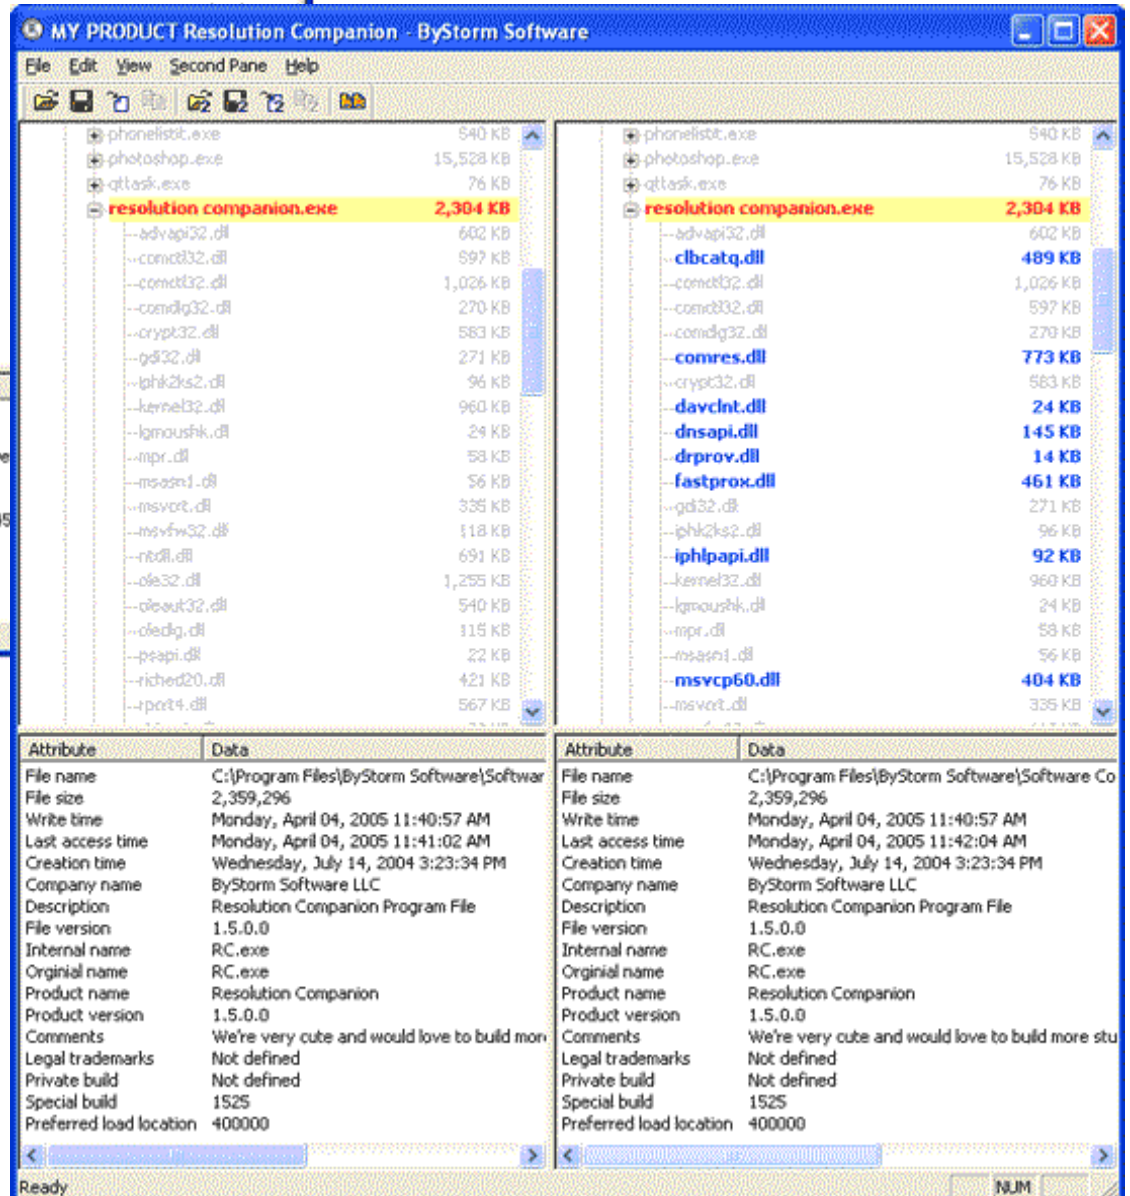 MY PRODUCT Resolution Companion - ByStorm Software
File Edit View Second Pane Help
phonelistit.exe 540 KB
photoshop.exe 15,528 KB
qttask.exe 76 KB
resolution companion.exe 2,304 KB
advapi32.dll 602 KB
comctl32.dll 597 KB
comctl32.dll 1,026 KB
comdlg32.dll 270 KB
crypt32.dll 583 KB
gdi32.dll 271 KB
iphk2ks2.dll 96 KB
kernel32.dll 960 KB
lgmoushk.dll 24 KB
mpr.dll 58 KB
msasn1.dll 56 KB
msvcrt.dll 335 KB
msvfw32.dll 118 KB
ntdll.dll 691 KB
ole32.dll 1,255 KB
oleaut32.dll 540 KB
oledlg.dll 115 KB
psapi.dll 22 KB
riched20.dll 421 KB
rpcrt4.dll 567 KB
phonelistit.exe 540 KB
photoshop.exe 15,528 KB
qttask.exe 76 KB
resolution companion.exe 2,304 KB
advapi32.dll 602 KB
clbcatq.dll 489 KB
comctl32.dll 1,026 KB
comctl32.dll 597 KB
comdlg32.dll 270 KB
comres.dll 773 KB
crypt32.dll 583 KB
davclnt.dll 24 KB
dnsapi.dll 145 KB
drprov.dll 14 KB
fastprox.dll 461 KB
gdi32.dll 271 KB
iphk2ks2.dll 96 KB
iphlpapi.dll 92 KB
kernel32.dll 960 KB
lgmoushk.dll 24 KB
mpr.dll 58 KB
msasn1.dll 56 KB
msvcp60.dll 404 KB
msvcrt.dll 335 KB
Attribute Data
File name C:\Program Files\ByStorm Software\Softwar
File size 2,359,296
Write time Monday, April 04, 2005 11:40:57 AM
Last access time Monday, April 04, 2005 11:41:02 AM
Creation time Wednesday, July 14, 2004 3:23:34 PM
Company name ByStorm Software LLC
Description Resolution Companion Program File
File version 1.5.0.0
Internal name RC.exe
Orginial name RC.exe
Product name Resolution Companion
Product version 1.5.0.0
Comments We're very cute and would love to build more
Legal trademarks Not defined
Private build Not defined
Special build 1525
Preferred load location 400000
Attribute Data
File name C:\Program Files\ByStorm Software\Software Co
File size 2,359,296
Write time Monday, April 04, 2005 11:40:57 AM
Last access time Monday, April 04, 2005 11:42:04 AM
Creation time Wednesday, July 14, 2004 3:23:34 PM
Company name ByStorm Software LLC
Description Resolution Companion Program File
File version 1.5.0.0
Internal name RC.exe
Orginial name RC.exe
Product name Resolution Companion
Product version 1.5.0.0
Comments We're very cute and would love to build more stu
Legal trademarks Not defined
Private build Not defined
Special build 1525
Preferred load location 400000
Ready NUM